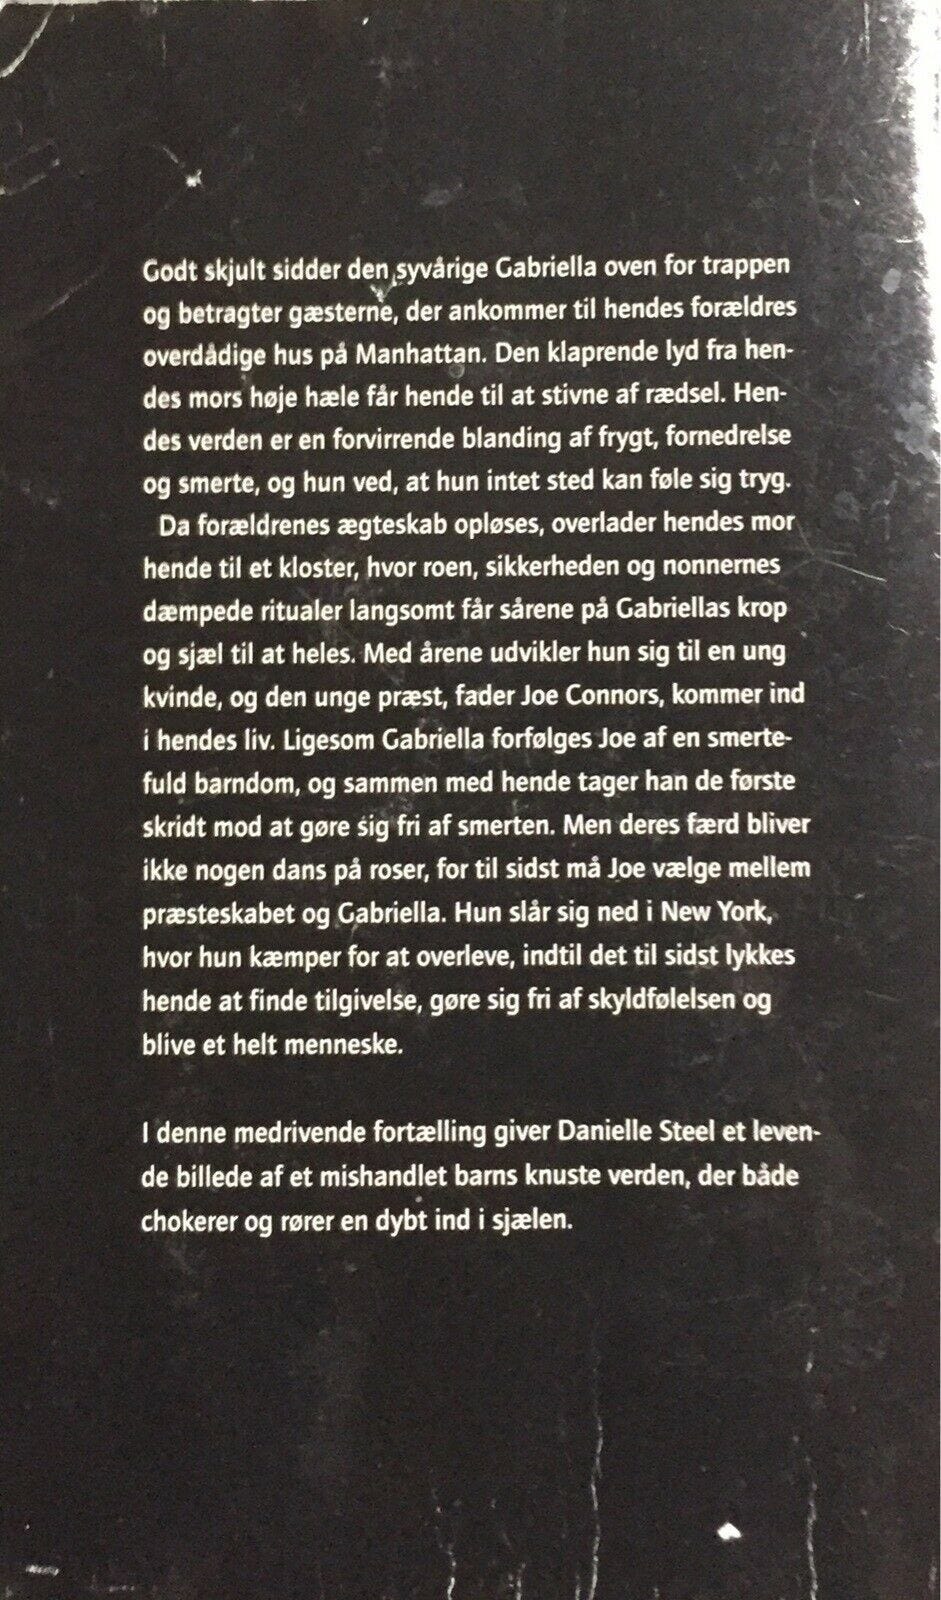 Godt skjult sidder den syvårige Gabriella oven for trappen
og betragter gæsterne, der ankommer til hendes forældres
overdådige hus på Manhattan. Den klaprende lyd fra hen-
des mors høje hæle får hende til at stivne af rædsel. Hen-
des verden er en forvirrende blanding af frygt, fornedrelse
og smerte, og hun ved, at hun intet sted kan føle sig tryg.
Da forældrenes ægteskab opløses, overlader hendes mor
hende til et kloster, hvor roen, sikkerheden og nonnernes
dæmpede ritualer langsomt får sårene på Gabriellas krop
og sjæl til at heles. Med årene udvikler hun sig til en ung
kvinde, og den unge præst, fader Joe Connors, kommer ind
i hendes liv. Ligesom Gabriella forfølges Joe af en smerte-
fuld barndom, og sammen med hende tager han de første
skridt mod at gøre sig fri af smerten. Men deres færd bliver
ikke nogen dans på roser, for til sidst må Joe vælge mellem
præsteskabet og Gabriella. Hun slår sig ned i New York,
hvor hun kæmper for at overleve, indtil det til sidst lykkes
hende at finde tilgivelse, gøre sig fri af skyldfølelsen og
blive et helt menneske.
I denne medrivende fortælling giver Danielle Steel et leven-
de billede af et mishandlet barns knuste verden, der både
chokerer og rører en dybt ind i sjælen.